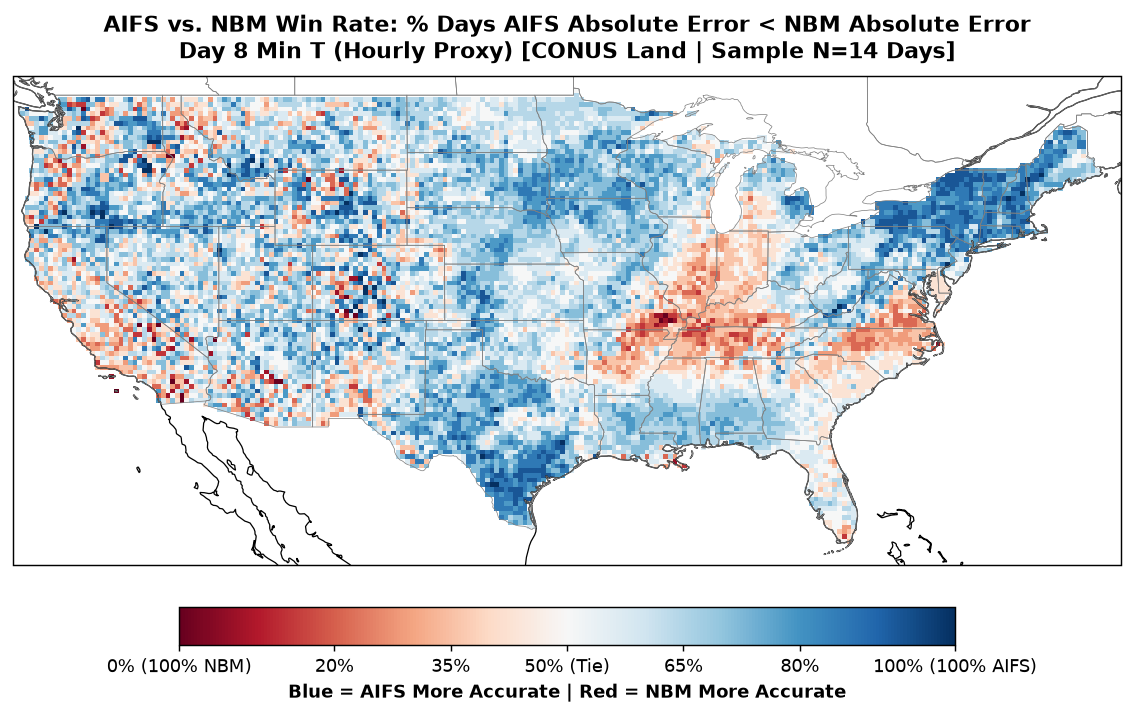 AIFS vs. NBM Win Rate: % Days AIFS Absolute Error < NBM Absolute Error
Day 8 Min T (Hourly Proxy) [CONUS Land | Sample N=14 Days]
0% (100% NBM) 20% 35% 50% (Tie) 65% 80% 100% (100% AIFS)
Blue = AIFS More Accurate | Red = NBM More Accurate